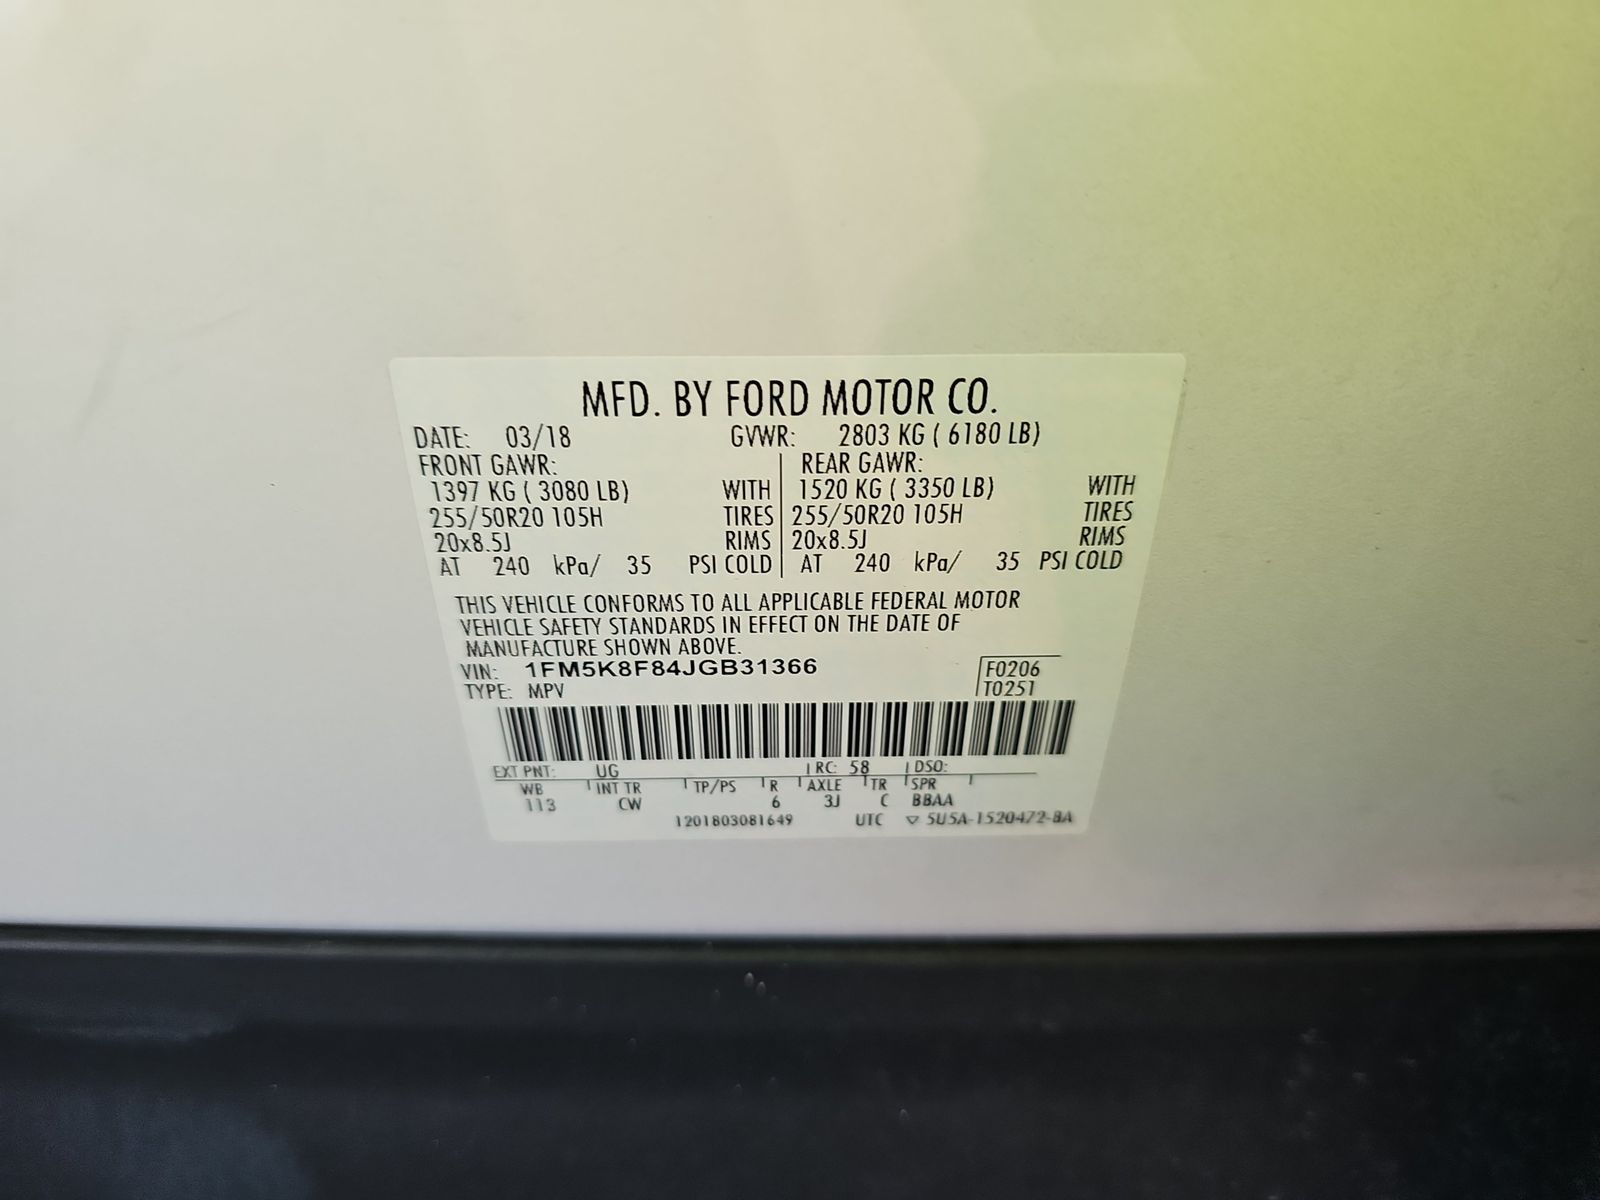 MFD. BY FORD MOTOR CO.
DATE: 03/18 GVWR: 2803 KG ( 6180 LB)
FRONT GAWR: REAR GAWR:
1397 KG ( 3080 LB) WITH 1520 KG ( 3350 LB) WITH
255/50R20 105H TIRES 255/50R20 105H TIRES
20x8.5J RIMS 20x8.5J RIMS
AT 240 kPa/ 35 PSI COLD AT 240 kPa/ 35 PSI COLD
THIS VEHICLE CONFORMS TO ALL APPLICABLE FEDERAL MOTOR
VEHICLE SAFETY STANDARDS IN EFFECT ON THE DATE OF
MANUFACTURE SHOWN ABOVE.
VIN: 1FM5K8F84JGB31366 F0206
TYPE: MPV T0251
EXT PNT: UG RC: 58 DSO:
WB INT TR TP/PS R AXLE TR SPR
113 CW 6 3J C BBAA
1201803081649 UTC ▽ 5U5A-1520472-BA